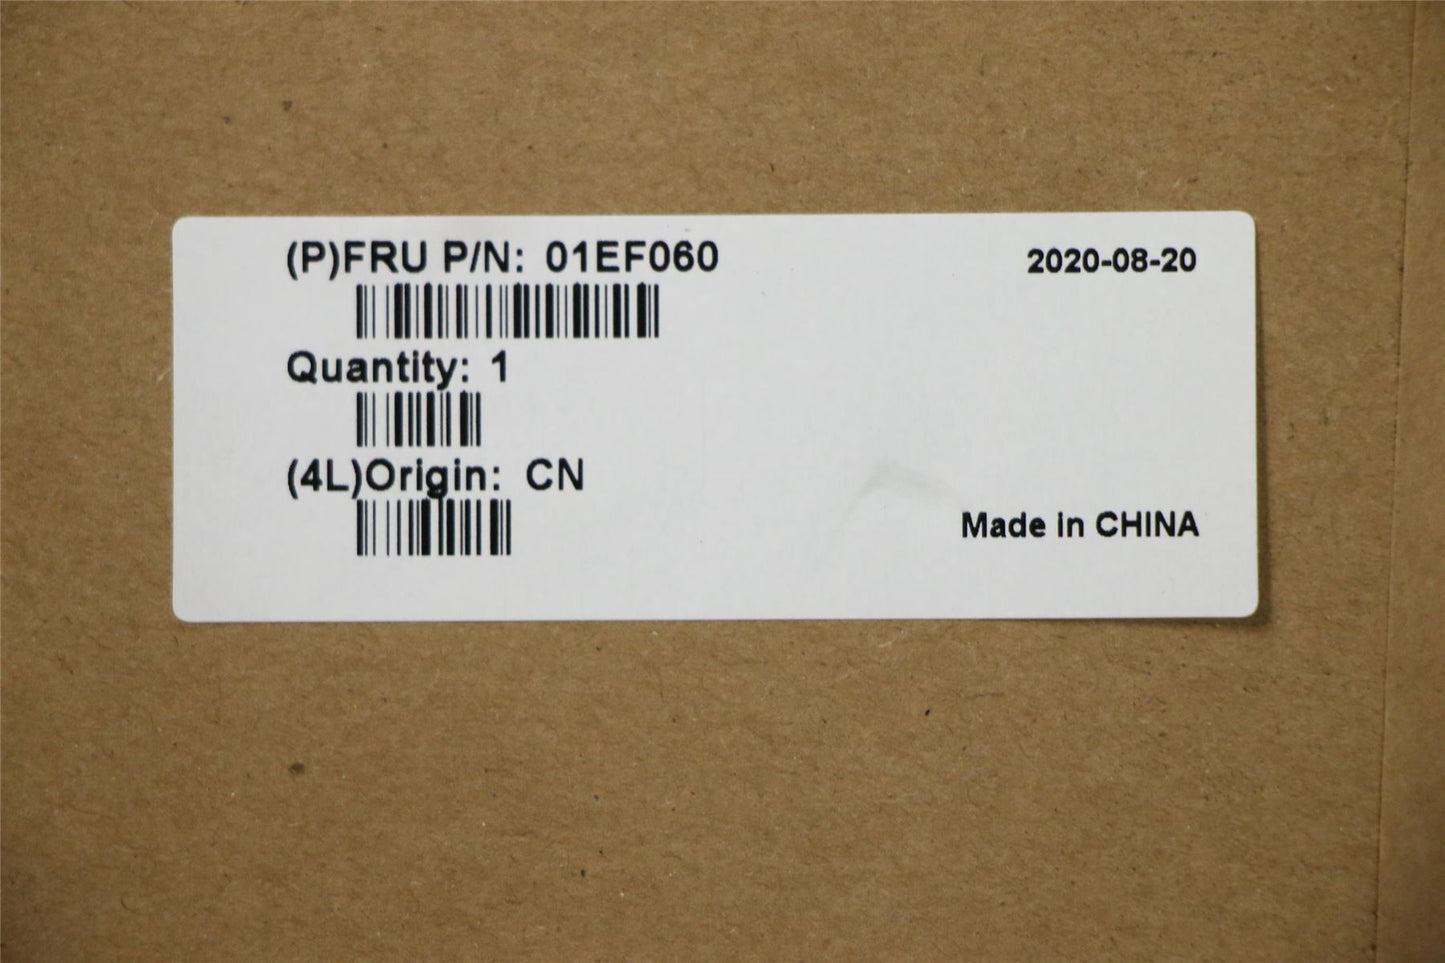 (P)FRU P/N: 01EF060
2020-08-20
Quantity: 1
(4L)Origin: CN
Made in CHINA